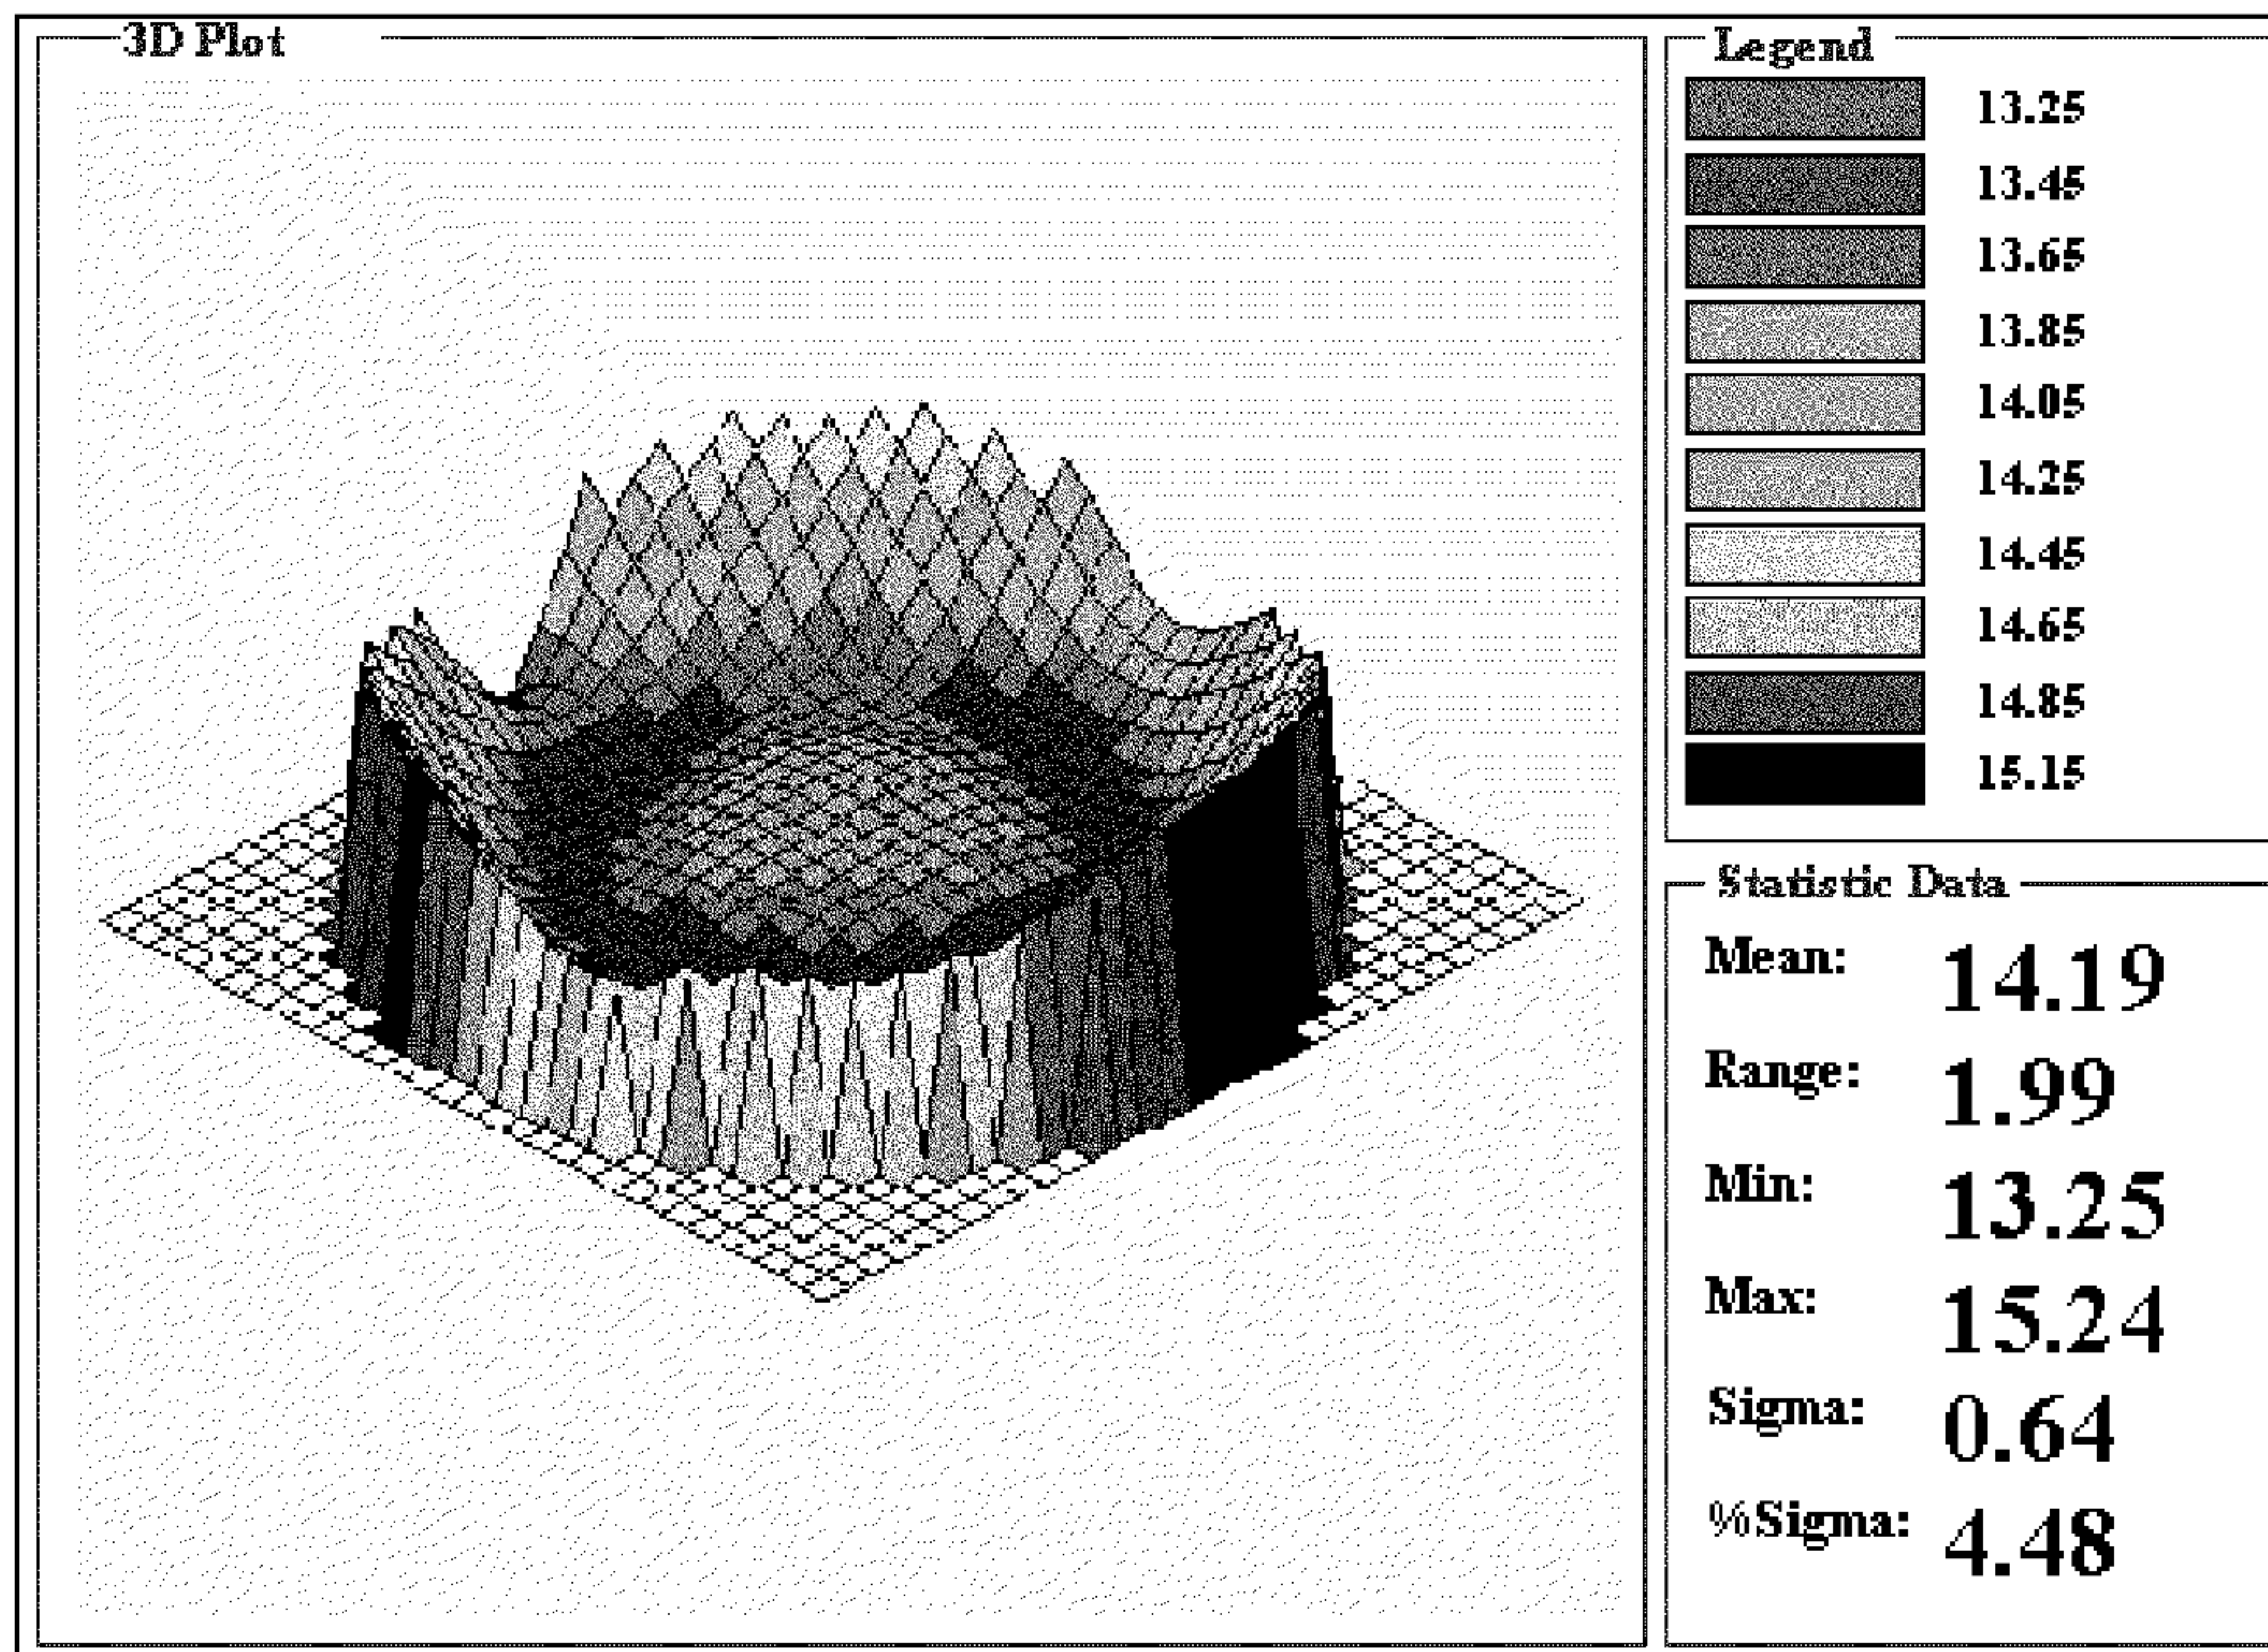 3D Plot
Legend
13.25
13.45
13.65
13.85
14.05
14.25
14.45
14.65
14.85
15.15
Statistic Data
Mean: 14.19
Range: 1.99
Min: 13.25
Max: 15.24
Sigma: 0.64
%Sigma: 4.48